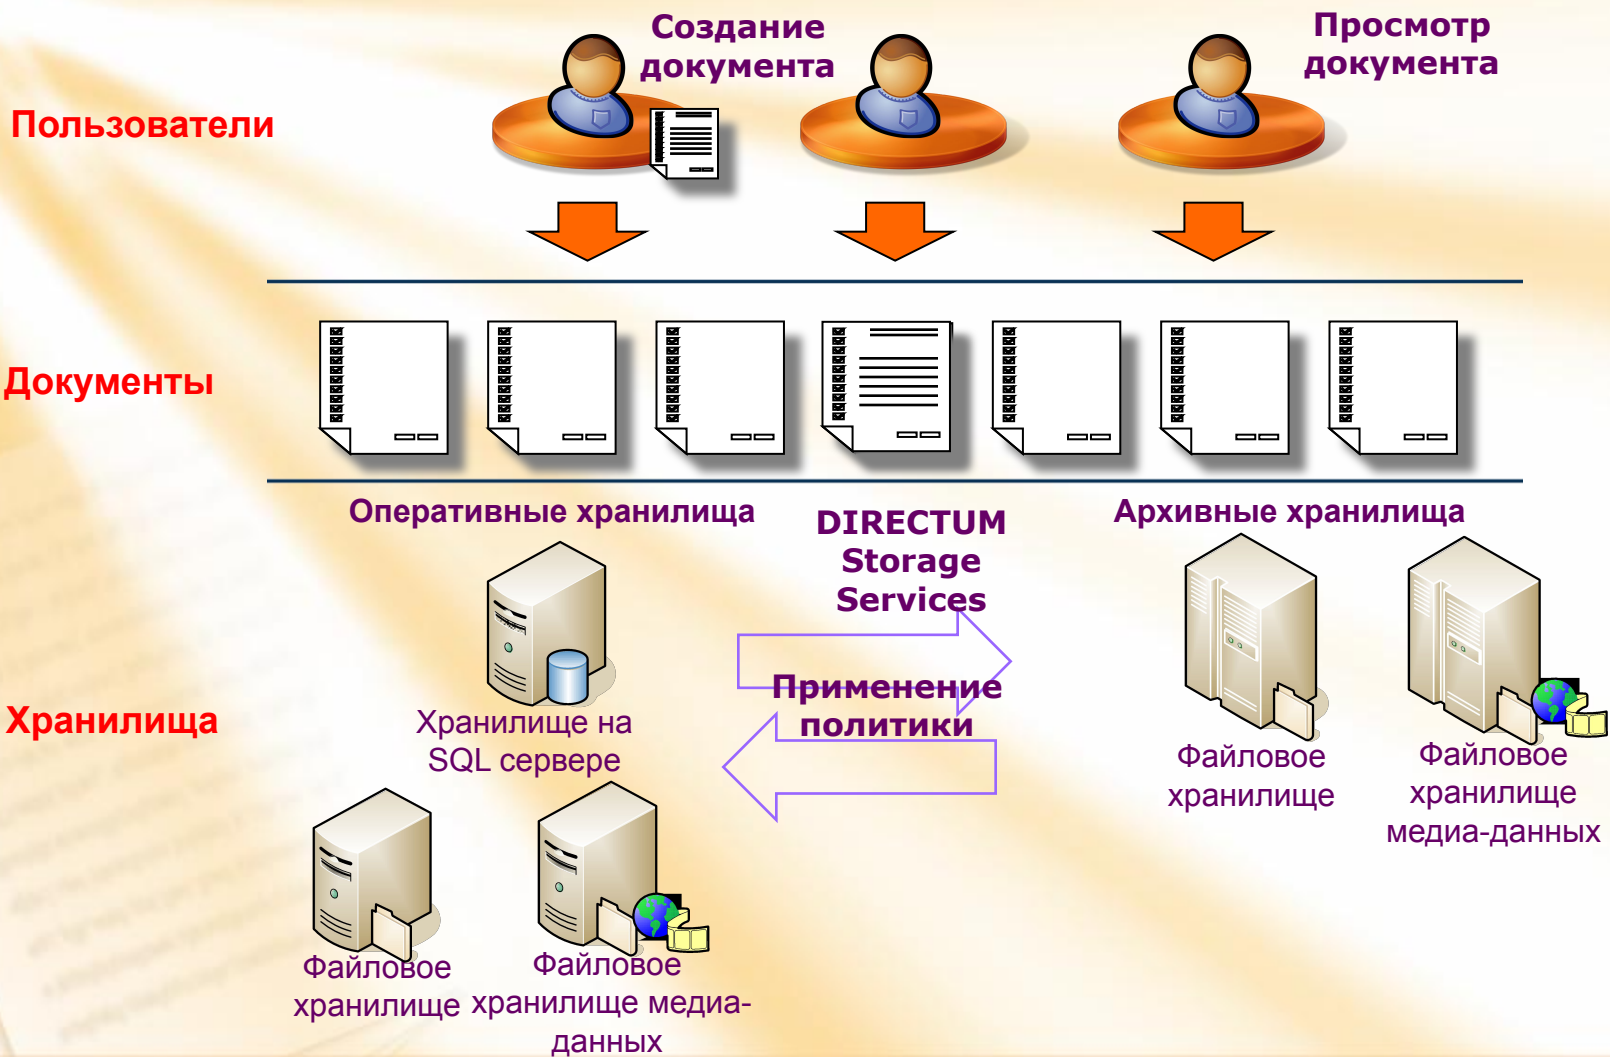 Создание
документа
Просмотр
документа
Пользователи
Документы
Оперативные хранилища
DIRECTUM
Storage
Services
Архивные хранилища
Применение
политики
Хранилища
Хранилище на
SQL сервере
Файловое
хранилище
Файловое
хранилище
медиа-данных
Файловое
хранилище
Файловое
хранилище медиа-
данных